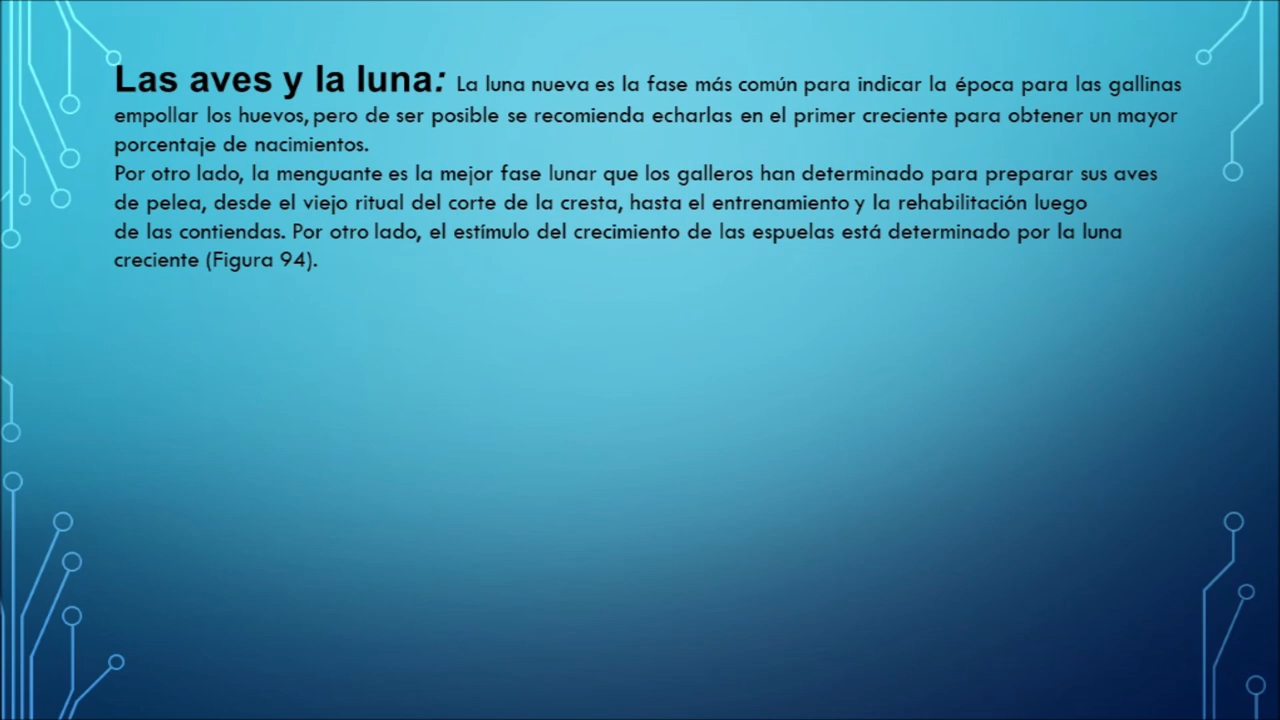 Las aves y la luna: La luna nueva es la fase más común para indicar la época para las gallinas
empollar los huevos, pero de ser posible se recomienda echarlas en el primer creciente para obtener un mayor
porcentaje de nacimientos.
Por otro lado, la menguante es la mejor fase lunar que los galleros han determinado para preparar sus aves
de pelea, desde el viejo ritual del corte de la cresta, hasta el entrenamiento y la rehabilitación luego
de las contiendas. Por otro lado, el estímulo del crecimiento de las espuelas está determinado por la luna
creciente (Figura 94).